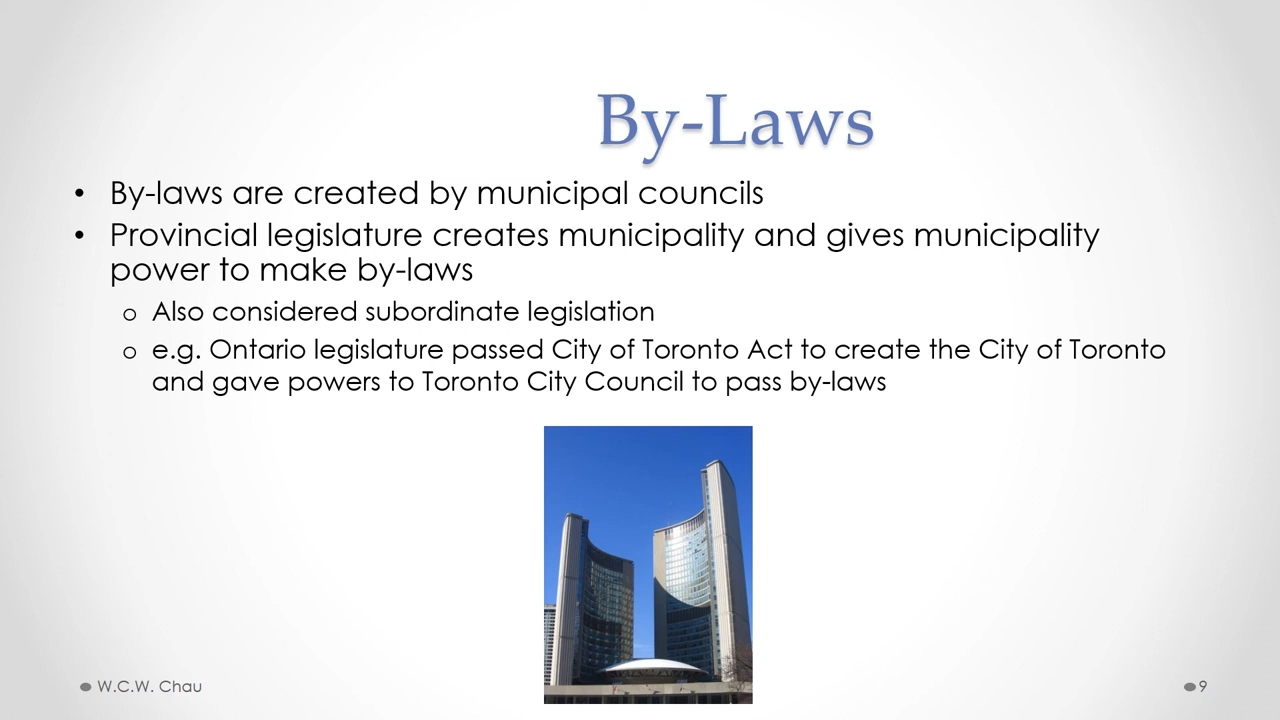 By-Laws
• By-laws are created by municipal councils
• Provincial legislature creates municipality and gives municipality
power to make by-laws
o Also considered subordinate legislation
o e.g. Ontario legislature passed City of Toronto Act to create the City of Toronto
and gave powers to Toronto City Council to pass by-laws
W.C.W. Chau
9